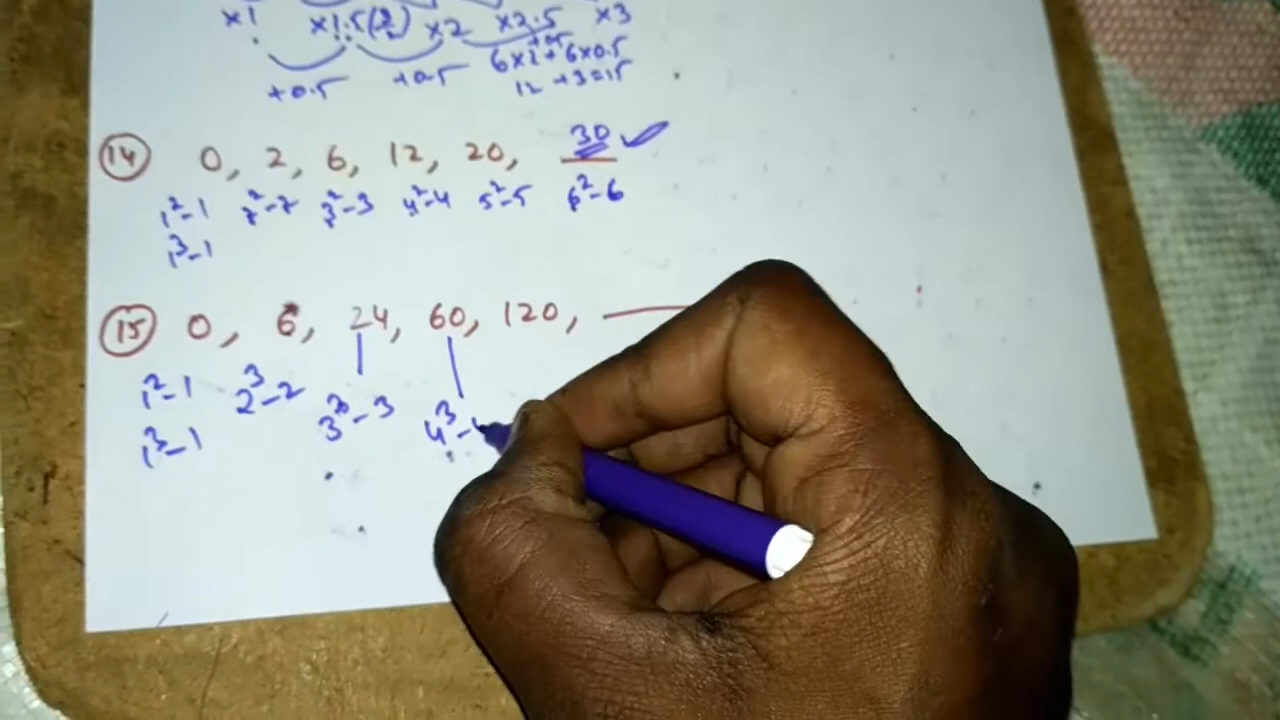 ×1 ×1.5(3/2) ×2 ×2.5 ×3
+0.5 +0.5 6×2+6×0.5
12 +3=15
14 0, 2, 6, 12, 20, 30 ✓
1²-1 2²-2 3²-3 4²-4 5²-5 6²-6
1³-1
15 0, 6, 24, 60, 120,
1²-1 2³-2 3³-3 4³-
1³-1